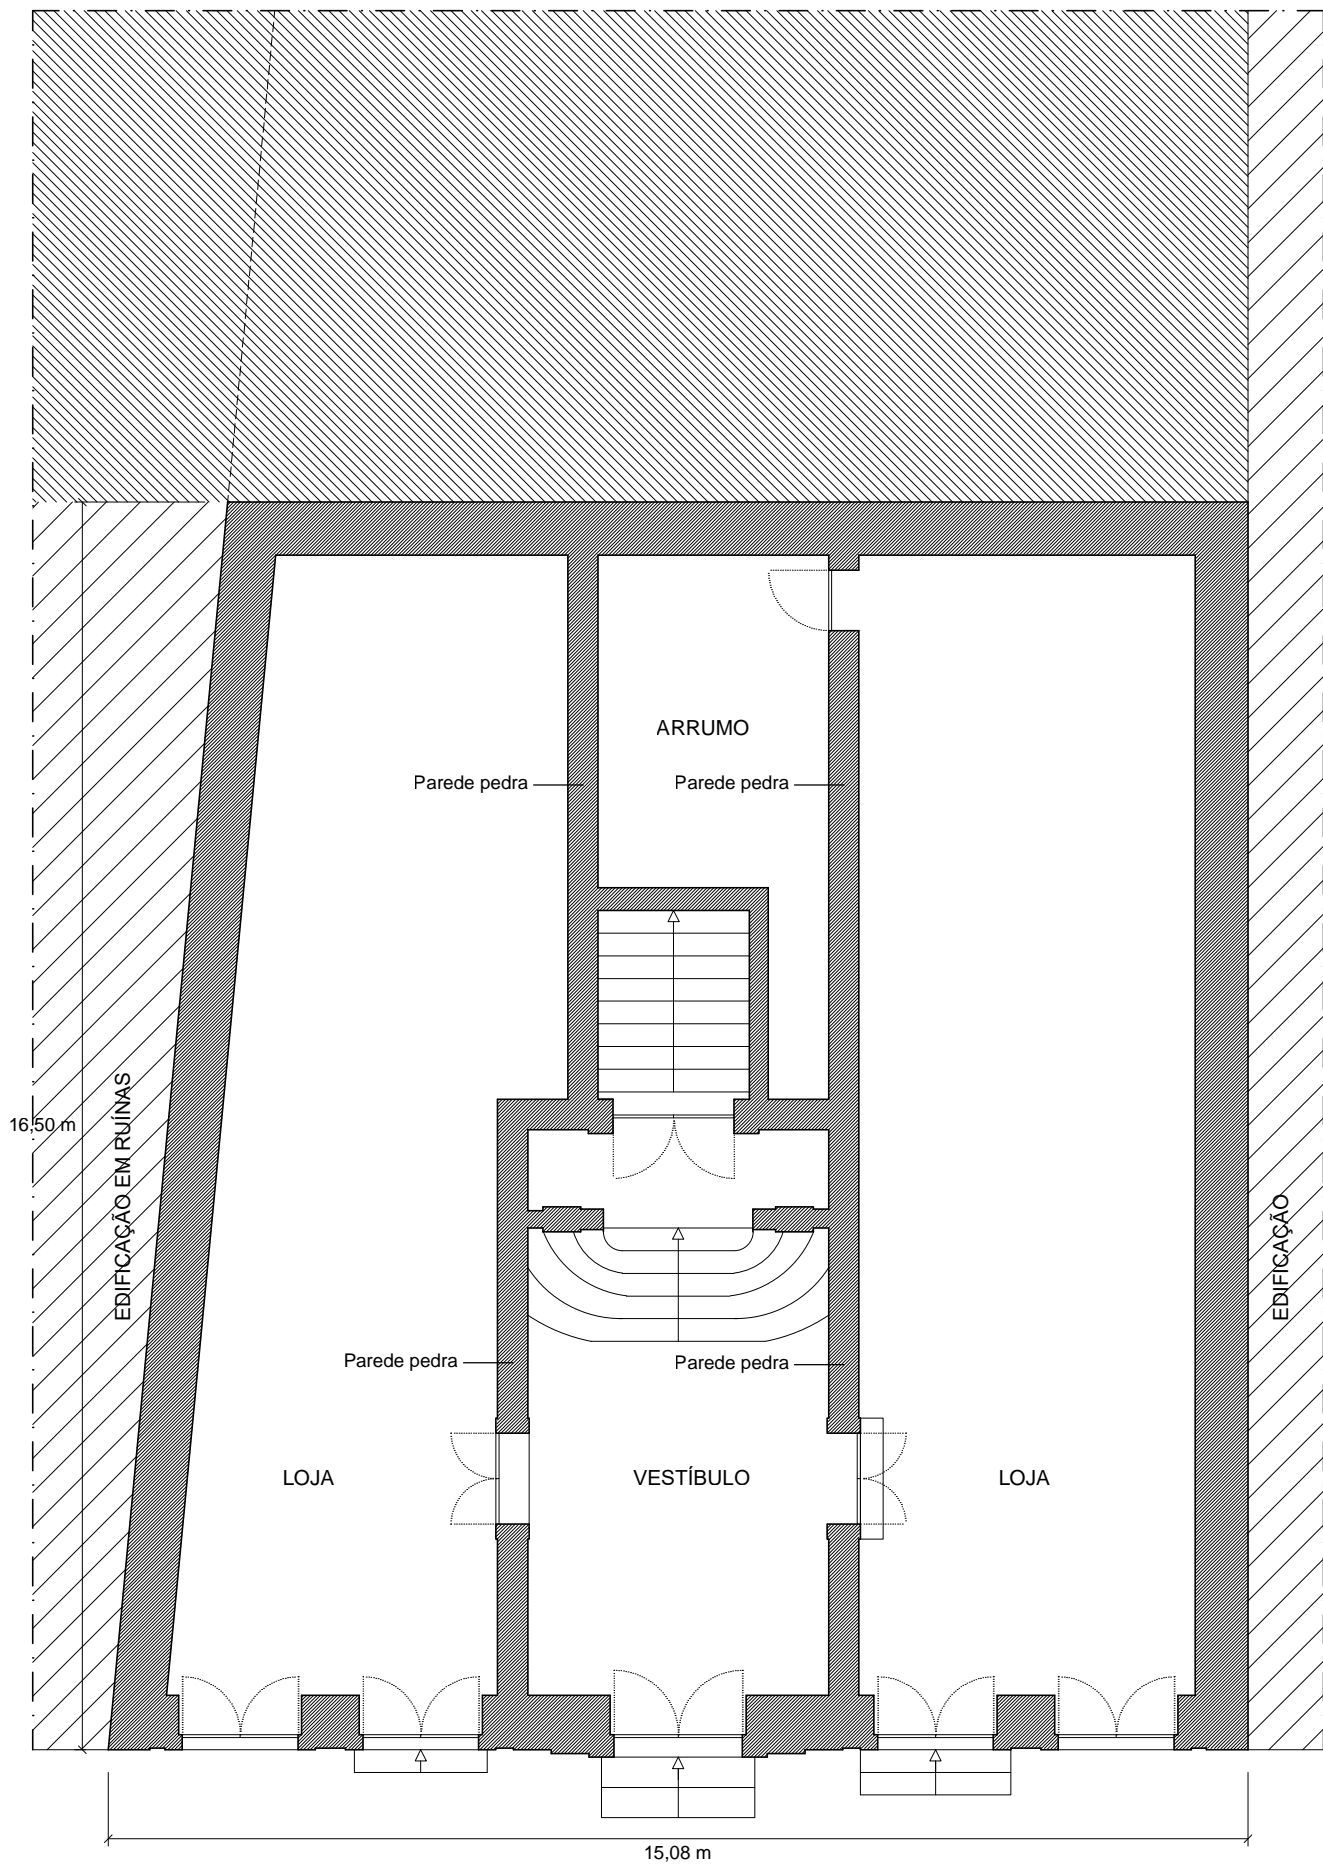 ARRUMO
Parede pedra
Parede pedra
16,50 m
EDIFICAÇÃO EM RUÍNAS
EDIFICAÇÃO
Parede pedra
Parede pedra
LOJA
VESTÍBULO
LOJA
15,08 m